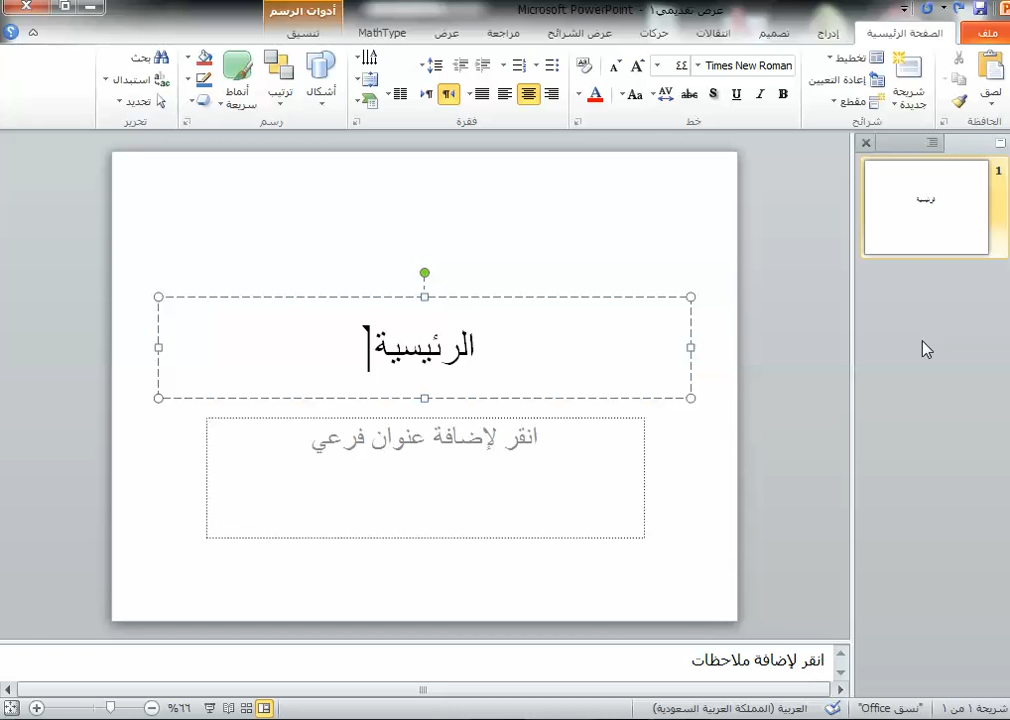 عرض تقديمي١ - Microsoft PowerPoint
أدوات الرسم
ملف
الصفحة الرئيسية
إدراج
تصميم
انتقالات
حركات
عرض الشرائح
مراجعة
عرض
MathType
تنسيق
لصق
الحافظة
شريحة جديدة
تخطيط
إعادة التعيين
مقطع
شرائح
Times New Roman
٤٤
خط
فقرة
أشكال
ترتيب
أنماط سريعة
رسم
بحث
استبدال
تحديد
تحرير
1
الرئيسية
الرئيسية
انقر لإضافة عنوان فرعي
انقر لإضافة ملاحظات
شريحة ١ من ١
"نسق Office"
العربية (المملكة العربية السعودية)
٦٦%